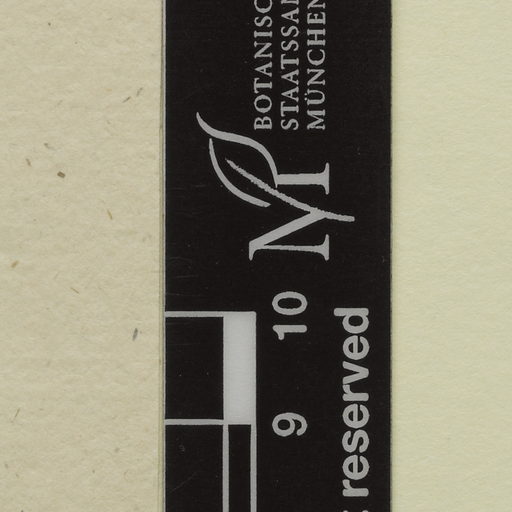 BOTANISC
STAATSSAM
MÜNCHEN
M
9 10
reserved